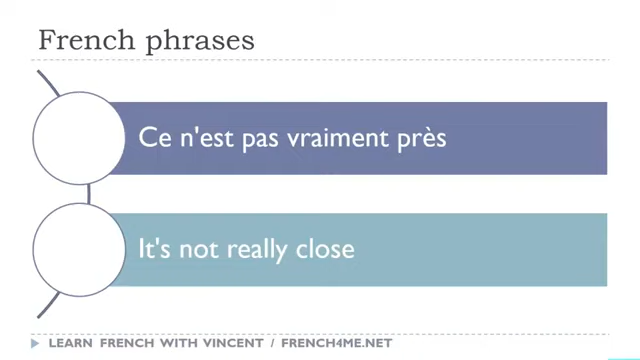 French phrases
Ce n'est pas vraiment près
It's not really close
LEARN FRENCH WITH VINCENT / FRENCH4ME.NET